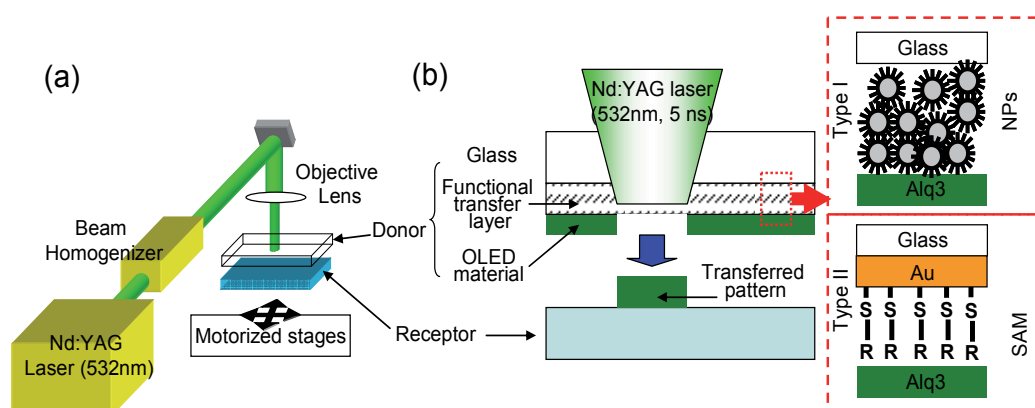 (a)
Objective
Lens
Beam
Homogenizer
Donor
Motorized stages
Receptor
Nd:YAG
Laser (532nm)
(b)
Nd:YAG laser
(532nm, 5 ns)
Glass
Functional
transfer
layer
OLED
material
Transferred
pattern
Type I
Glass
NPs
Alq3
Type II
Glass
Au
S S S S S
R R R R R
SAM
Alq3